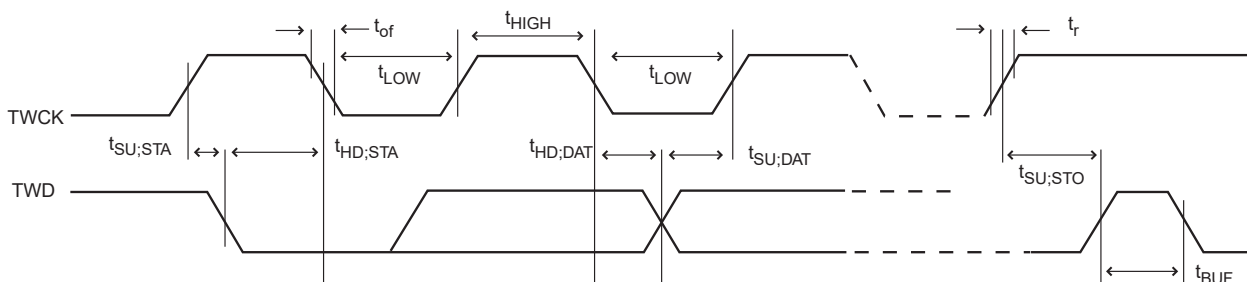 t_of
t_HIGH
t_r
t_LOW
t_LOW
TWCK
t_SU;STA
t_HD;STA
t_HD;DAT
t_SU;DAT
t_SU;STO
TWD
t_BUF